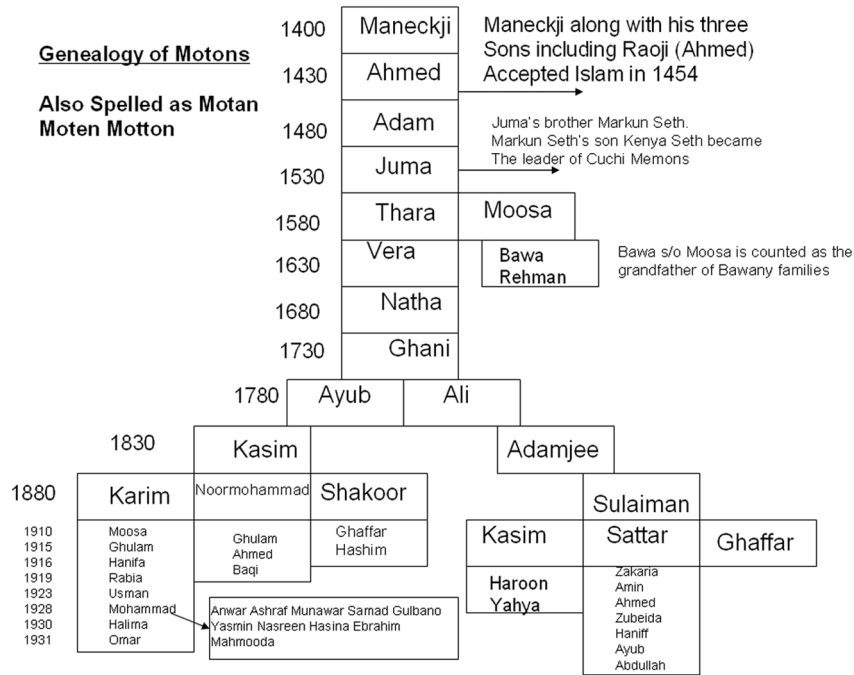 1400
Maneckji
Maneckji along with his three
Sons including Raoji (Ahmed)
Accepted Islam in 1454
Genealogy of Motons
Also Spelled as Motan
Moten Motton
1430
Ahmed
1480
Adam
Juma's brother Markun Seth.
Markun Seth's son Kenya Seth became
The leader of Cuchi Memons
1530
Juma
1580
Thara
Moosa
1630
Vera
Bawa
Rehman
Bawa s/o Moosa is counted as the
grandfather of Bawany families
1680
Natha
1730
Ghani
1780
Ayub
Ali
1830
Kasim
Adamjee
1880
Karim
Noormohammad
Shakoor
Sulaiman
Kasim
Sattar
Ghaffar
1910
Moosa
1915
Ghulam
1916
Hanifa
1919
Rabia
1923
Usman
1928
Mohammad
1930
Halima
1931
Omar
Ghulam
Ahmed
Baqi
Ghaffar
Hashim
Anwar Ashraf Munawar Samad Gulbano
Yasmin Nasreen Hasina Ebrahim
Mahmooda
Haroon
Yahya
Zakaria
Amin
Ahmed
Zubeida
Haniff
Ayub
Abdullah